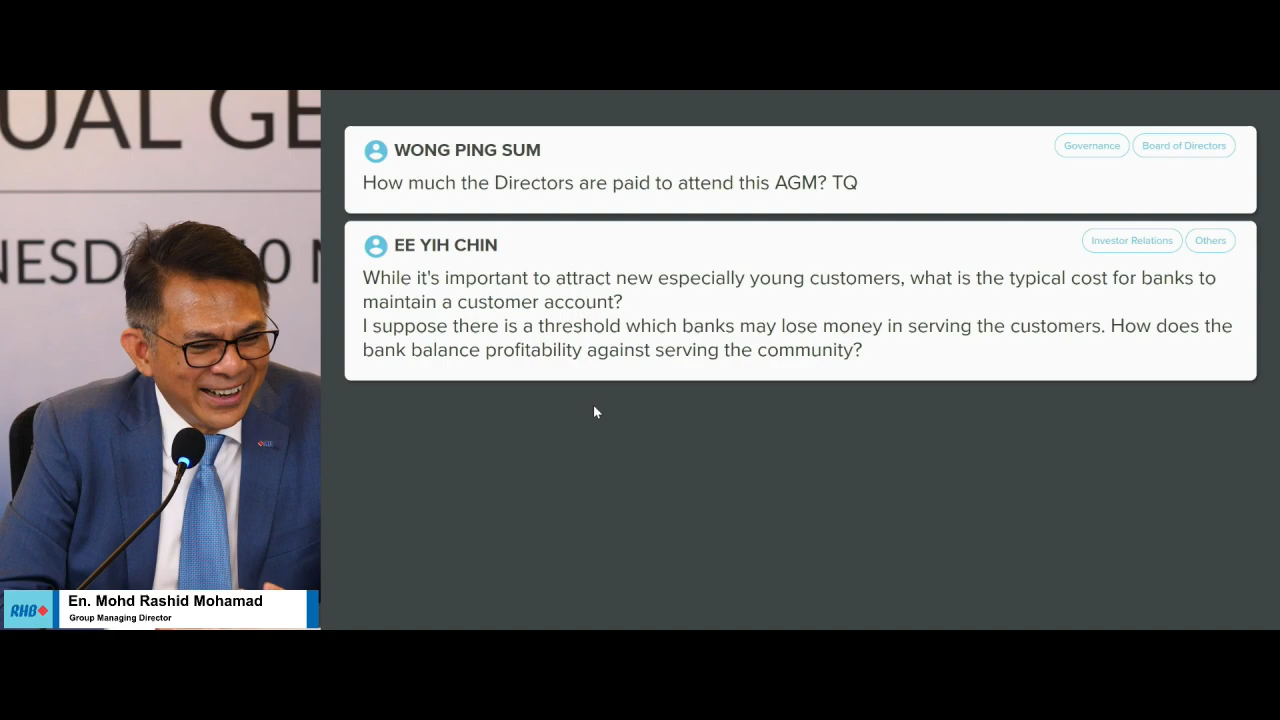 UAL GE
NESD
WONG PING SUM
Governance
Board of Directors
How much the Directors are paid to attend this AGM? TQ
EE YIH CHIN
Investor Relations
Others
While it's important to attract new especially young customers, what is the typical cost for banks to
maintain a customer account?
I suppose there is a threshold which banks may lose money in serving the customers. How does the
bank balance profitability against serving the community?
RHB
En. Mohd Rashid Mohamad
Group Managing Director